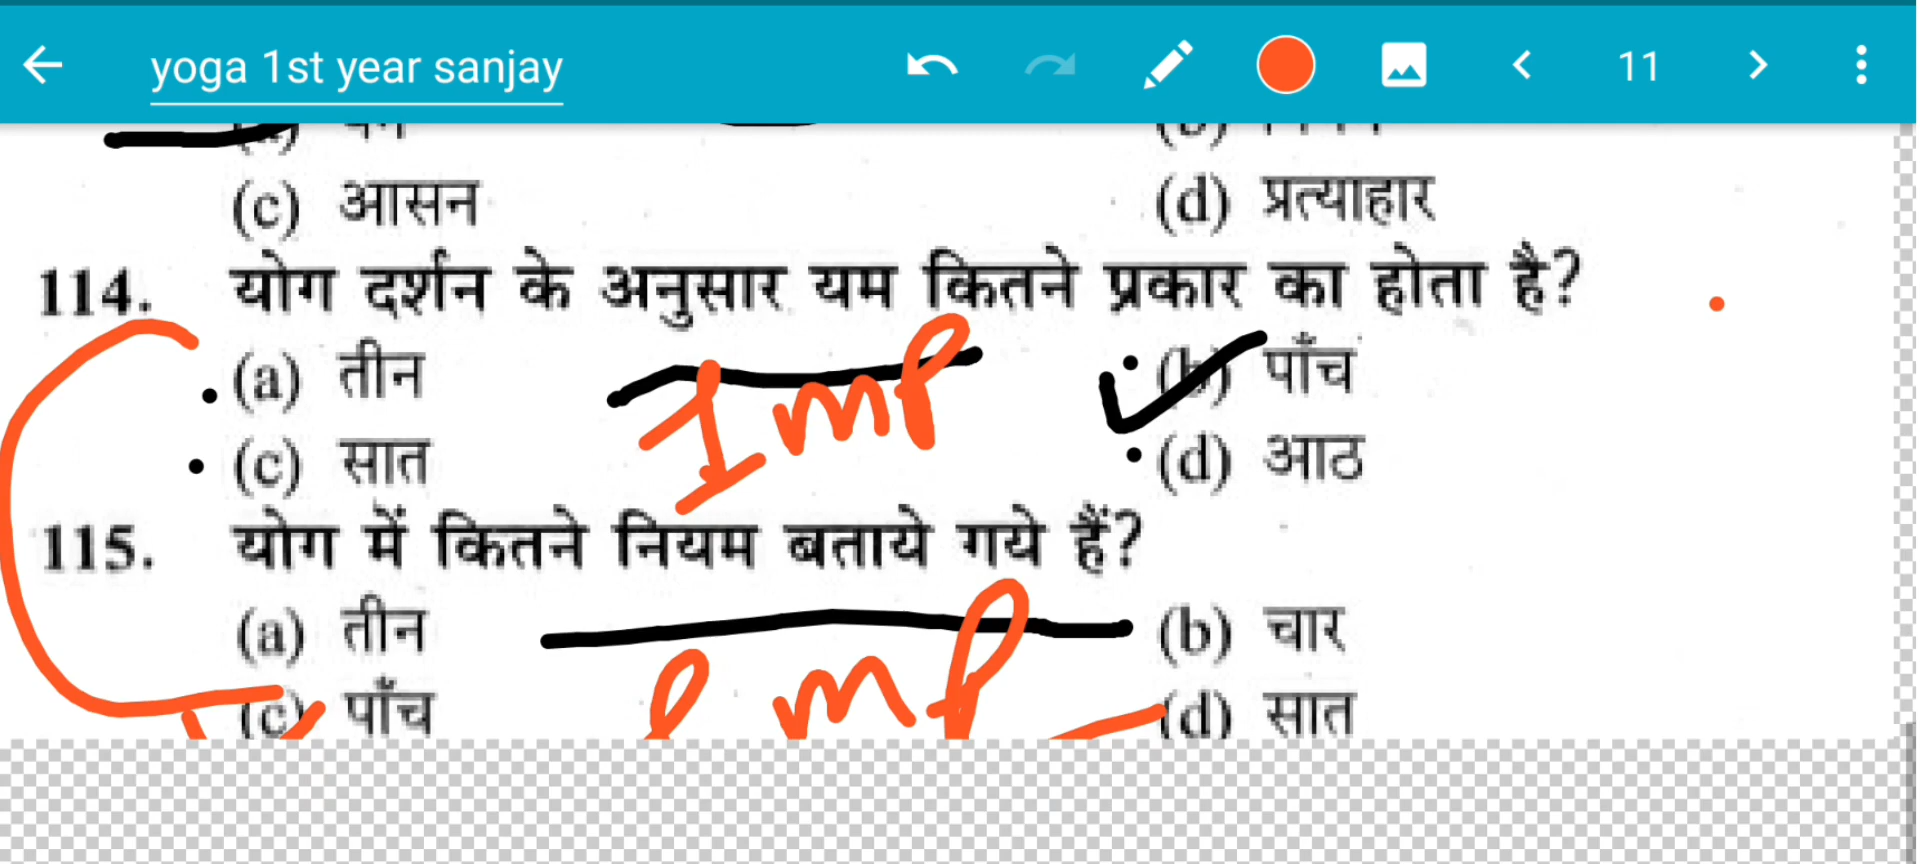 yoga 1st year sanjay 11
(c) आसन (d) प्रत्याहार
114. योग दर्शन के अनुसार यम कितने प्रकार का होता है?
(a) तीन (b) पाँच
Imp
(c) सात (d) आठ
115. योग में कितने नियम बताये गये हैं?
(a) तीन (b) चार
Imp
(c) पाँच (d) सात